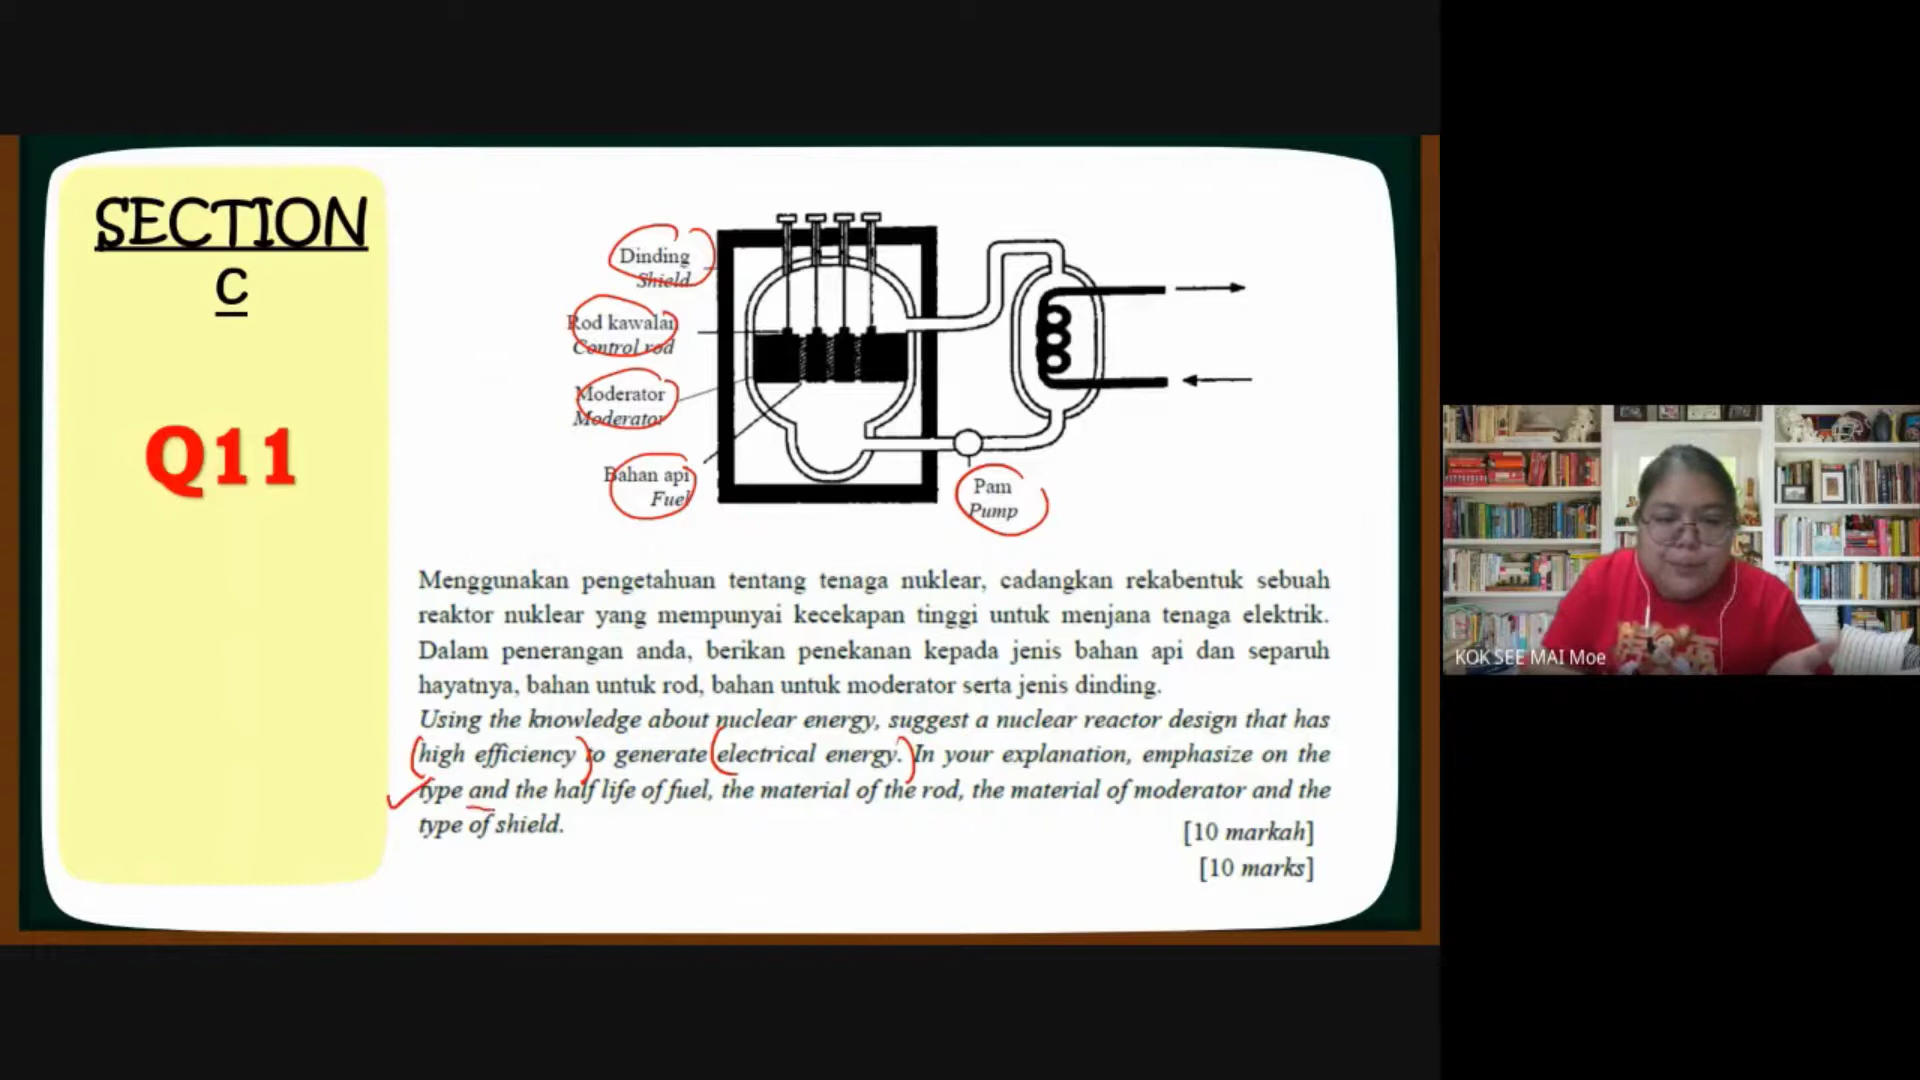 SECTION
C
Q11
Dinding
Shield
Rod kawalan
Control rod
Moderator
Moderator
Bahan api
Fuel
Pam
Pump
Menggunakan pengetahuan tentang tenaga nuklear, cadangkan rekabentuk sebuah
reaktor nuklear yang mempunyai kecekapan tinggi untuk menjana tenaga elektrik.
Dalam penerangan anda, berikan penekanan kepada jenis bahan api dan separuh
hayatnya, bahan untuk rod, bahan untuk moderator serta jenis dinding.
Using the knowledge about nuclear energy, suggest a nuclear reactor design that has
high efficiency to generate electrical energy. In your explanation, emphasize on the
type and the half life of fuel, the material of the rod, the material of moderator and the
type of shield.
[10 markah]
[10 marks]
KOK SEE MAI Moe